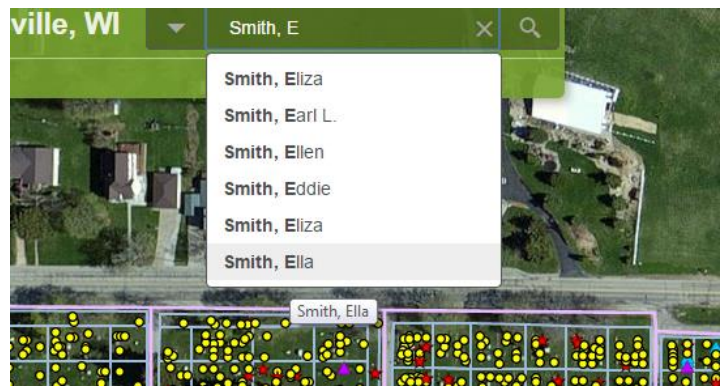 ville, WI
Smith, E
Smith, Eliza
Smith, Earl L.
Smith, Ellen
Smith, Eddie
Smith, Eliza
Smith, Ella
Smith, Ella